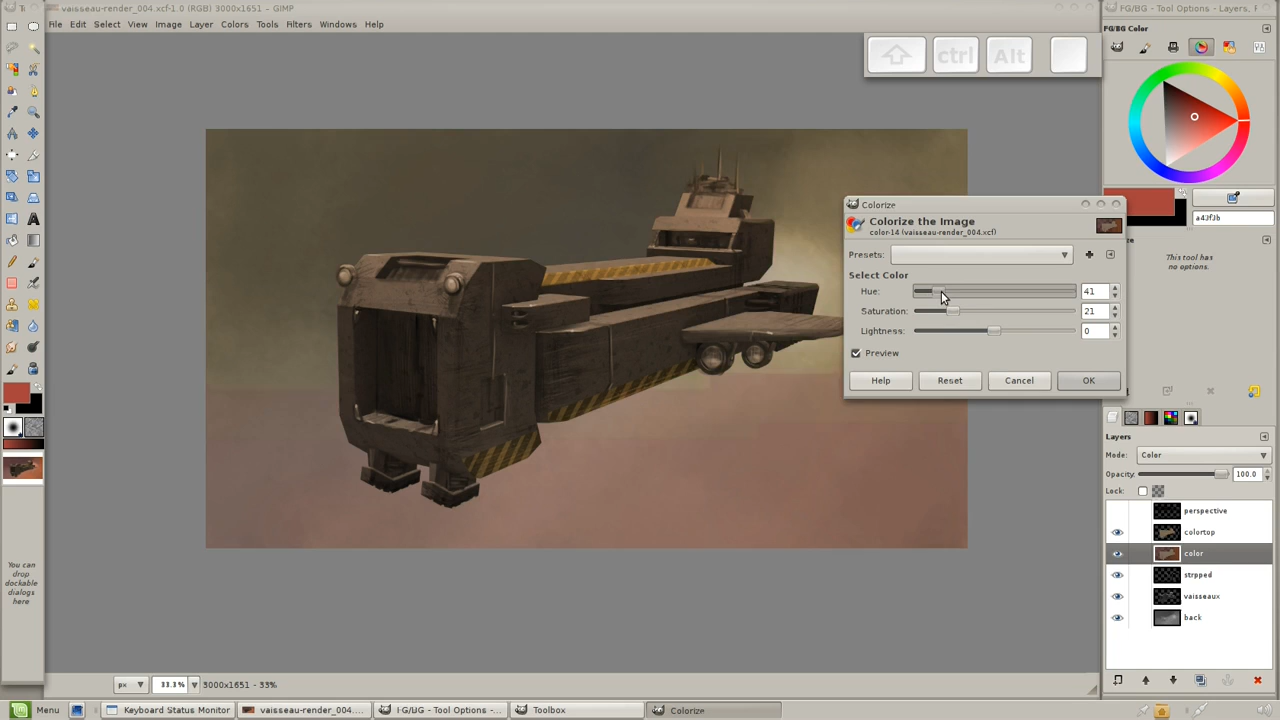 vaisseau-render_004.xcf-1.0 (RGB) 3000x1651 – GIMP
FG/BG - Tool Options - Layers,
File Edit Select View Image Layer Colors Tools Filters Windows Help
FG/BG Color
ctrl Alt
a43f3b
This tool has
no options.
Colorize
Colorize the Image
color-14 (vaisseau-render_004.xcf)
Presets:
Select Color
Hue: 41
Saturation: 21
Lightness: 0
Preview
Help Reset Cancel OK
Layers
Mode: Color
Opacity: 100.0
Lock:
perspective
colortop
color
strpped
vaisseaux
back
You can
drop
dockable
dialogs
here
px 33.3% 3000x1651 - 33%
Menu Keyboard Status Monitor vaisseau-render_004.... Toolbox Colorize